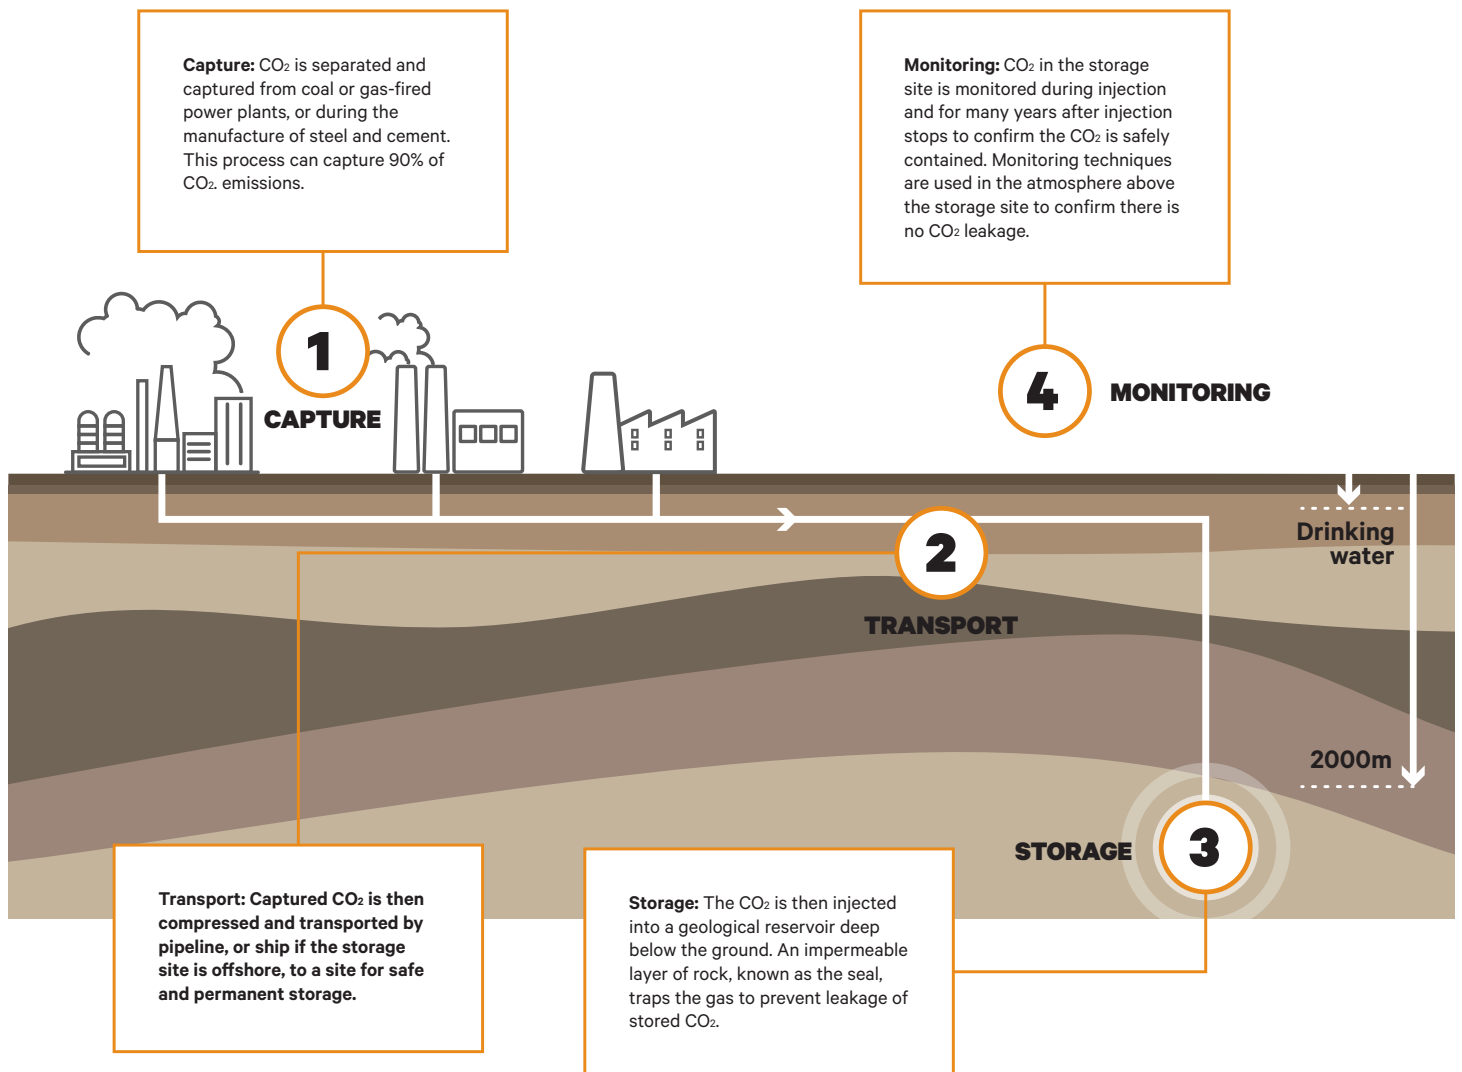 Capture: CO₂ is separated and
captured from coal or gas-fired
power plants, or during the
manufacture of steel and cement.
This process can capture 90% of
CO₂. emissions.
Monitoring: CO₂ in the storage
site is monitored during injection
and for many years after injection
stops to confirm the CO₂ is safely
contained. Monitoring techniques
are used in the atmosphere above
the storage site to confirm there is
no CO₂ leakage.
1
CAPTURE
4
MONITORING
2
TRANSPORT
Drinking
water
2000m
STORAGE
3
Transport: Captured CO₂ is then
compressed and transported by
pipeline, or ship if the storage
site is offshore, to a site for safe
and permanent storage.
Storage: The CO₂ is then injected
into a geological reservoir deep
below the ground. An impermeable
layer of rock, known as the seal,
traps the gas to prevent leakage of
stored CO₂.